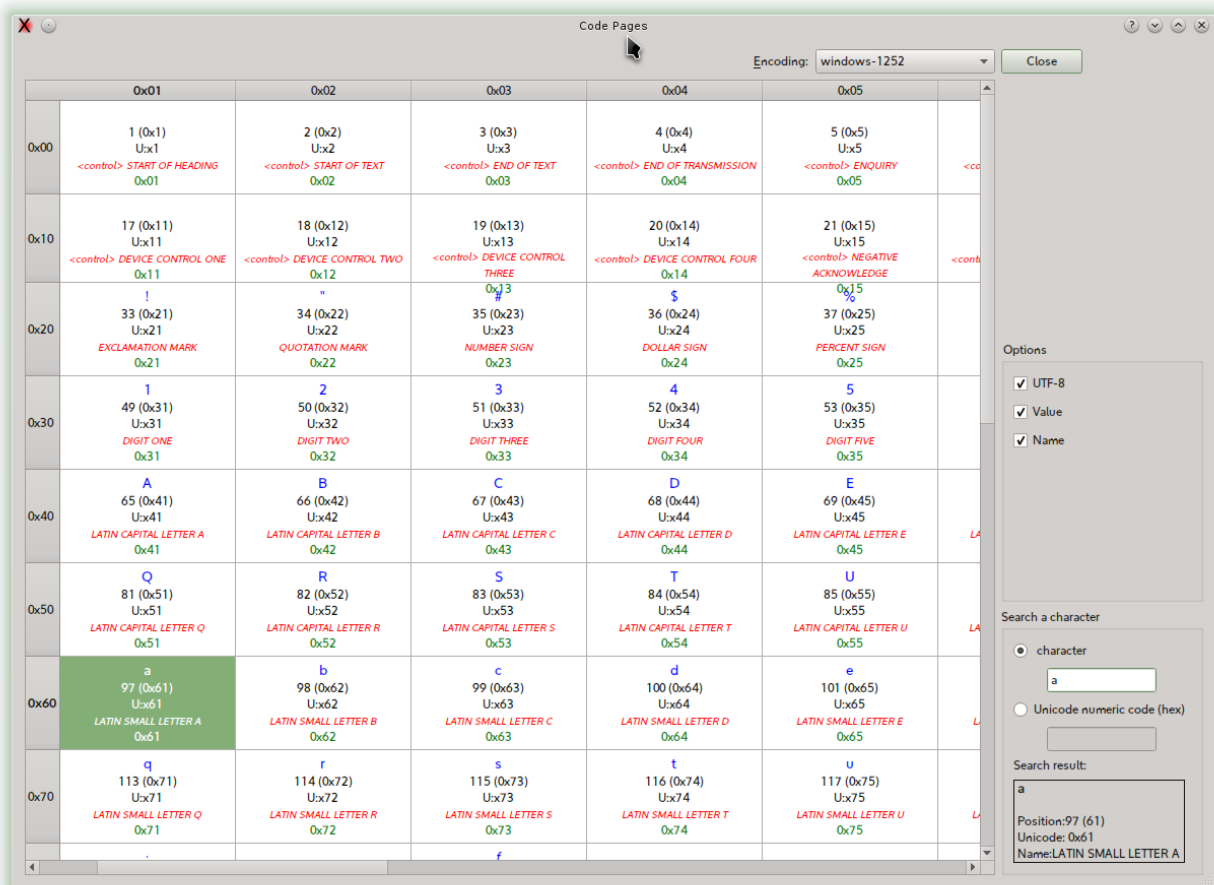 Code Pages
Encoding: windows-1252 Close
0x01 0x02 0x03 0x04 0x05
0x00
1 (0x1) 2 (0x2) 3 (0x3) 4 (0x4) 5 (0x5)
U:x1 U:x2 U:x3 U:x4 U:x5
<control> START OF HEADING <control> START OF TEXT <control> END OF TEXT <control> END OF TRANSMISSION <control> ENQUIRY <cc
0x01 0x02 0x03 0x04 0x05
0x10
17 (0x11) 18 (0x12) 19 (0x13) 20 (0x14) 21 (0x15)
U:x11 U:x12 U:x13 U:x14 U:x15
<control> DEVICE CONTROL ONE <control> DEVICE CONTROL TWO <control> DEVICE CONTROL THREE <control> DEVICE CONTROL FOUR <control> NEGATIVE ACKNOWLEDGE <conti
0x11 0x12 0x13 0x14 0x15
! " # $ %
0x20
33 (0x21) 34 (0x22) 35 (0x23) 36 (0x24) 37 (0x25)
U:x21 U:x22 U:x23 U:x24 U:x25
EXCLAMATION MARK QUOTATION MARK NUMBER SIGN DOLLAR SIGN PERCENT SIGN
0x21 0x22 0x23 0x24 0x25
1 2 3 4 5
0x30
49 (0x31) 50 (0x32) 51 (0x33) 52 (0x34) 53 (0x35)
U:x31 U:x32 U:x33 U:x34 U:x35
DIGIT ONE DIGIT TWO DIGIT THREE DIGIT FOUR DIGIT FIVE
0x31 0x32 0x33 0x34 0x35
A B C D E
0x40
65 (0x41) 66 (0x42) 67 (0x43) 68 (0x44) 69 (0x45)
U:x41 U:x42 U:x43 U:x44 U:x45
LATIN CAPITAL LETTER A LATIN CAPITAL LETTER B LATIN CAPITAL LETTER C LATIN CAPITAL LETTER D LATIN CAPITAL LETTER E LA
0x41 0x42 0x43 0x44 0x45
Q R S T U
0x50
81 (0x51) 82 (0x52) 83 (0x53) 84 (0x54) 85 (0x55)
U:x51 U:x52 U:x53 U:x54 U:x55
LATIN CAPITAL LETTER Q LATIN CAPITAL LETTER R LATIN CAPITAL LETTER S LATIN CAPITAL LETTER T LATIN CAPITAL LETTER U LA
0x51 0x52 0x53 0x54 0x55
a b c d e
0x60
97 (0x61) 98 (0x62) 99 (0x63) 100 (0x64) 101 (0x65)
U:x61 U:x62 U:x63 U:x64 U:x65
LATIN SMALL LETTER A LATIN SMALL LETTER B LATIN SMALL LETTER C LATIN SMALL LETTER D LATIN SMALL LETTER E L
0x61 0x62 0x63 0x64 0x65
q r s t u
0x70
113 (0x71) 114 (0x72) 115 (0x73) 116 (0x74) 117 (0x75)
U:x71 U:x72 U:x73 U:x74 U:x75
LATIN SMALL LETTER Q LATIN SMALL LETTER R LATIN SMALL LETTER S LATIN SMALL LETTER T LATIN SMALL LETTER U L
0x71 0x72 0x73 0x74 0x75
f
Options
UTF-8
Value
Name
Search a character
character
a
Unicode numeric code (hex)
Search result:
a
Position:97 (61)
Unicode: 0x61
Name:LATIN SMALL LETTER A